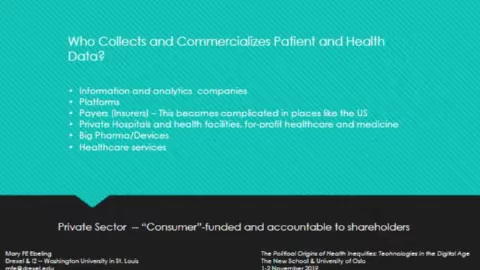 Who Collects and Commercializes Patient and Health
Data?
• Information and analytics companies
• Platforms
• Payers (Insurers) – This becomes complicated in places like the US
• Private Hospitals and health facilities, for-profit healthcare and medicine
• Big Pharma/Devices
• Healthcare services
Private Sector -- “Consumer”-funded and accountable to shareholders
Mary FE Ebeling
Drexel & I2 -- Washington University in St. Louis
mfe@drexel.edu
The Political Origins of Health Inequities: Technologies in the Digital Age
The New School & University of Oslo
1-2 November 2019